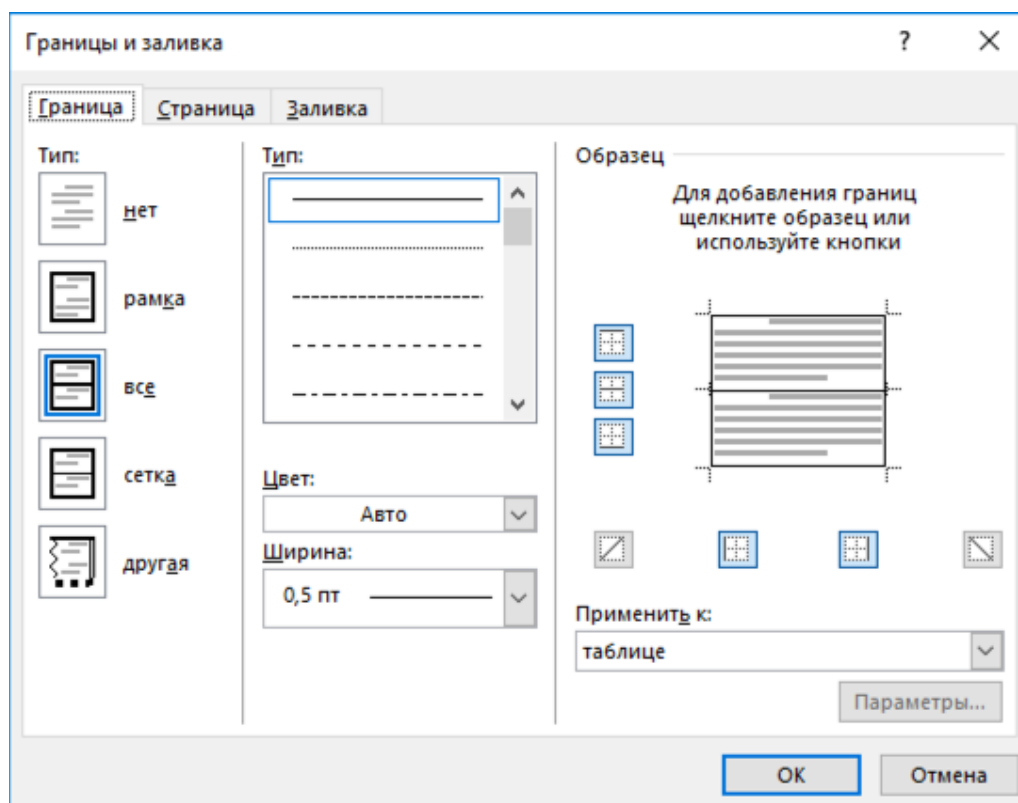 Границы и заливка
?
Граница
Страница
Заливка
Тип:
нет
рамка
все
сетка
другая
Тип:
Цвет:
Авто
Ширина:
0,5 пт
Образец
Для добавления границ
щелкните образец или
используйте кнопки
Применить к:
таблице
Параметры...
ОК
Отмена